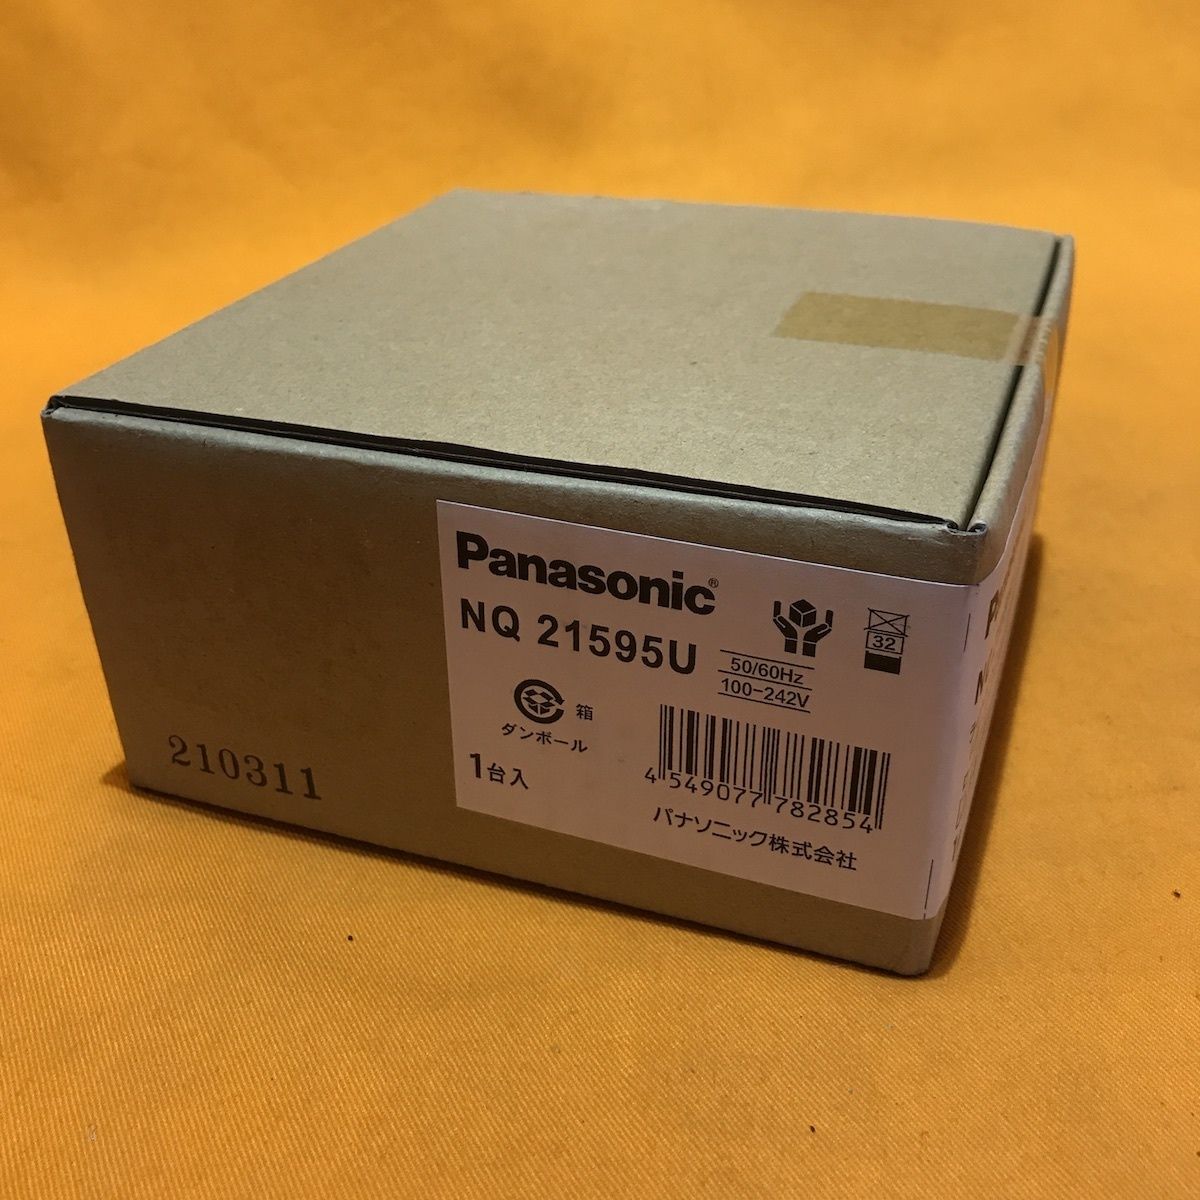 Panasonic®
NQ 21595U
50/60Hz
100-242V
32
箱
ダンボール
1台入
4 549077 782854
パナソニック株式会社
210311